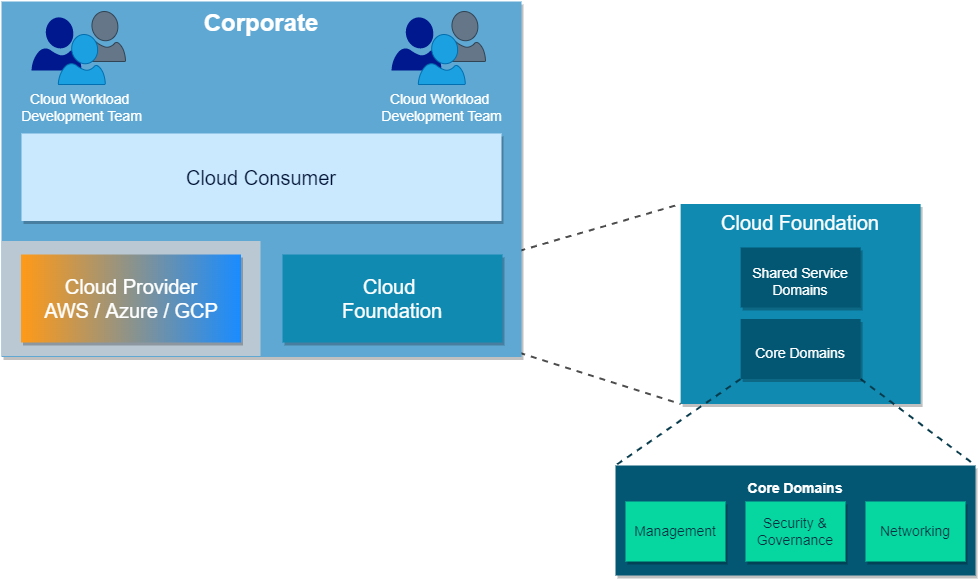 Corporate
Cloud Workload
Development Team
Cloud Workload
Development Team
Cloud Consumer
Cloud Provider
AWS / Azure / GCP
Cloud
Foundation
Cloud Foundation
Shared Service
Domains
Core Domains
Core Domains
Management
Security &
Governance
Networking